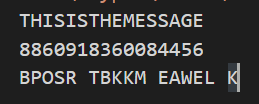 THISISTHEMESSAGE
8860918360084456
BPOSR TBKKM EAWEL K